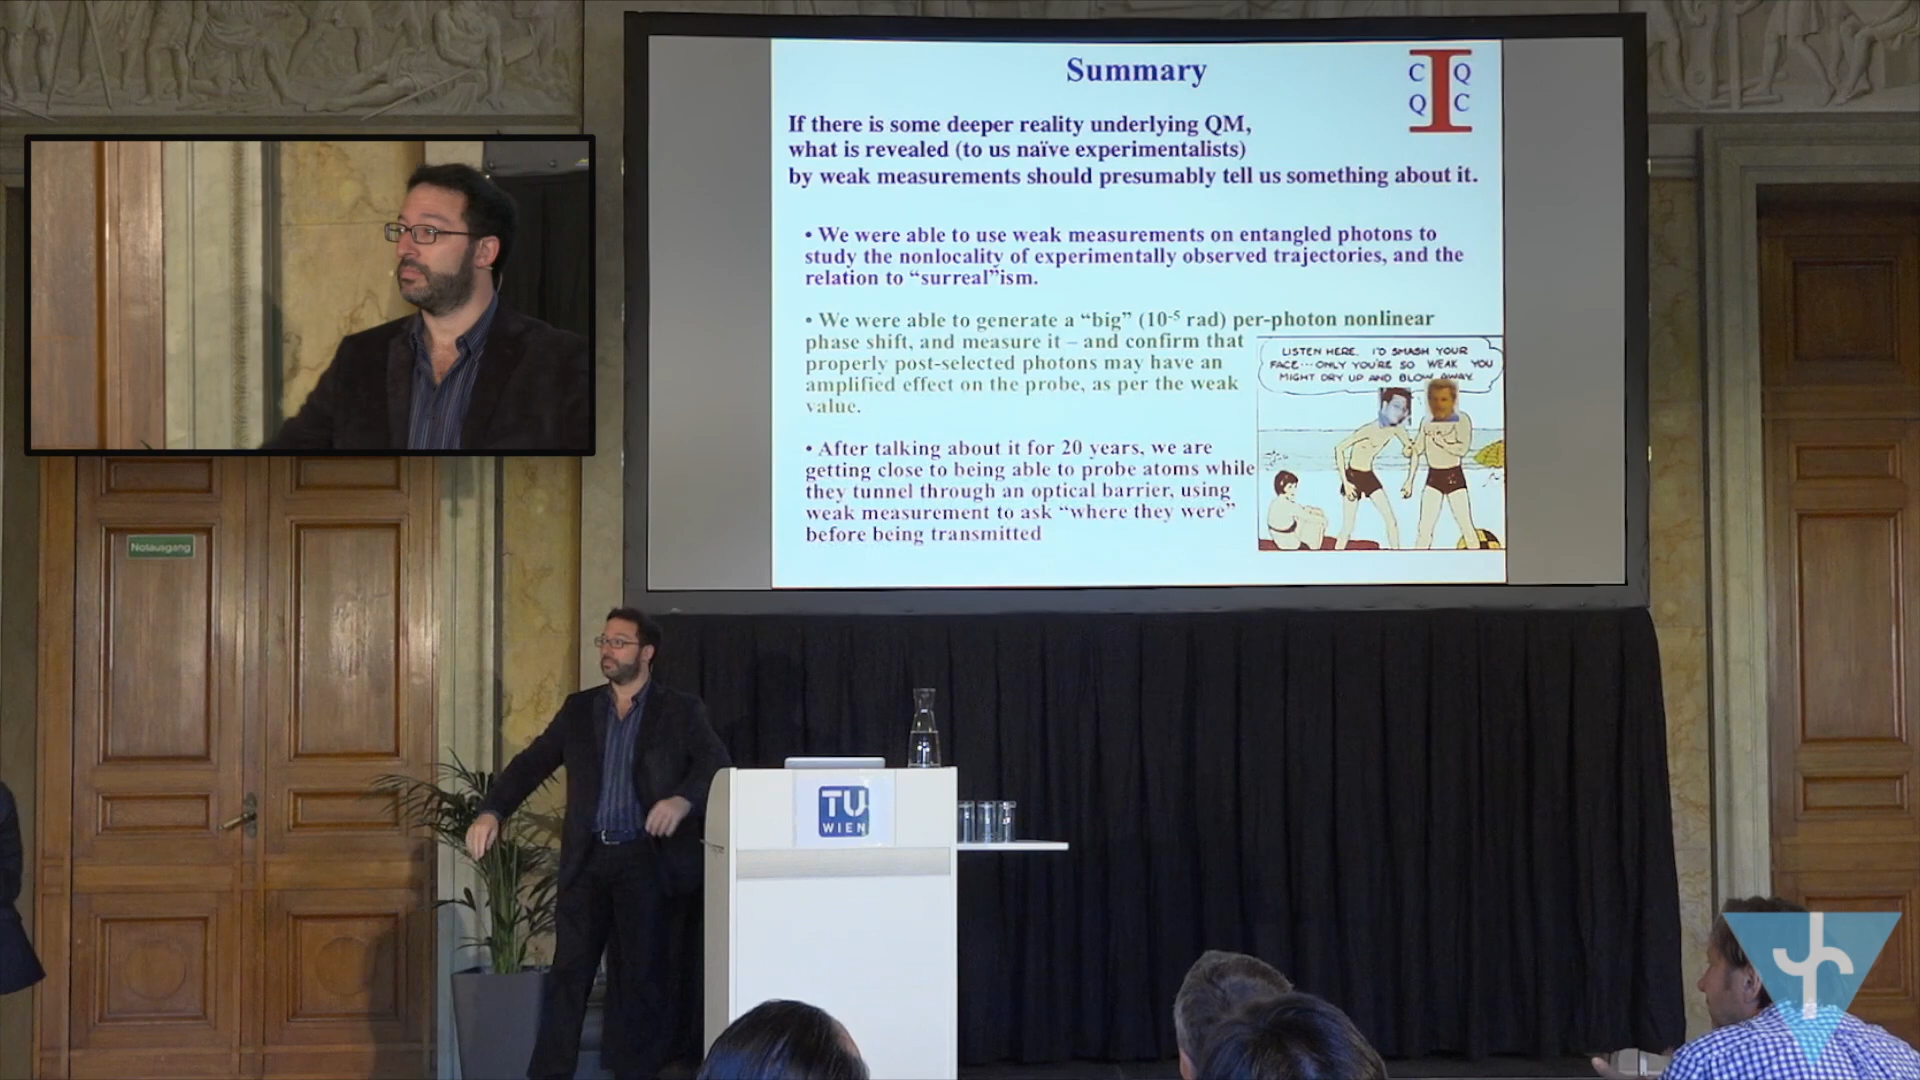 Summary
C Q
Q C
I
If there is some deeper reality underlying QM,
what is revealed (to us naïve experimentalists)
by weak measurements should presumably tell us something about it.
• We were able to use weak measurements on entangled photons to
study the nonlocality of experimentally observed trajectories, and the
relation to “surreal”ism.
• We were able to generate a “big” (10⁻⁵ rad) per-photon nonlinear
phase shift, and measure it – and confirm that
properly post-selected photons may have an
amplified effect on the probe, as per the weak
value.
LISTEN HERE. I'D SMASH YOUR
FACE---ONLY YOU'RE SO WEAK YOU
MIGHT DRY UP AND BLOW AWAY.
• After talking about it for 20 years, we are
getting close to being able to probe atoms while
they tunnel through an optical barrier, using
weak measurement to ask “where they were”
before being transmitted
Notausgang
TU
WIEN